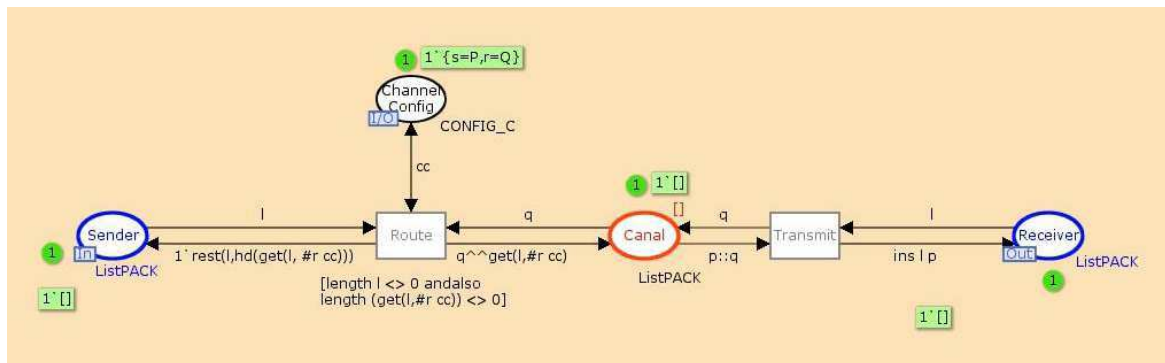 1 1`{s=P,r=Q}
Channel
Config
I/O
CONFIG_C
cc
1 1`[]
l q [] q l
Sender Route Canal Transmit Receiver
1 In 1`rest(l,hd(get(l, #r cc))) q^^get(l,#r cc) p::q ins l p Out
ListPACK ListPACK ListPACK
[length l <> 0 andalso
length (get(l,#r cc)) <> 0]
1
1`[] 1`[]